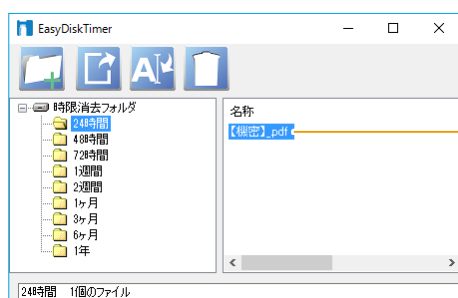 EasyDiskTimer
時限消去フォルダ
24時間
48時間
72時間
1週間
2週間
1ヶ月
3ヶ月
6ヶ月
1年
名称
【機密】_pdf
24時間 1個のファイル